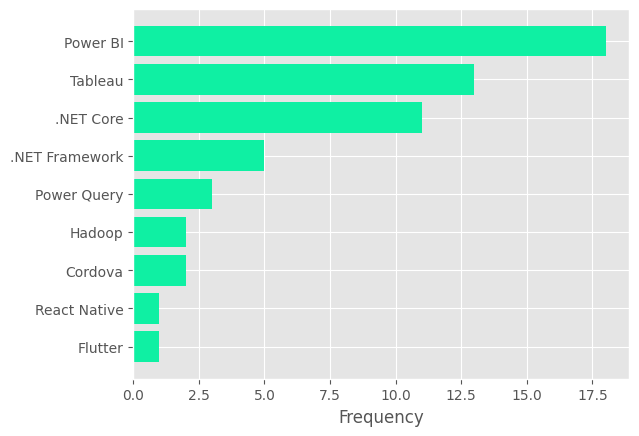 Power BI
Tableau
.NET Core
.NET Framework
Power Query
Hadoop
Cordova
React Native
Flutter
0.0 2.5 5.0 7.5 10.0 12.5 15.0 17.5
Frequency